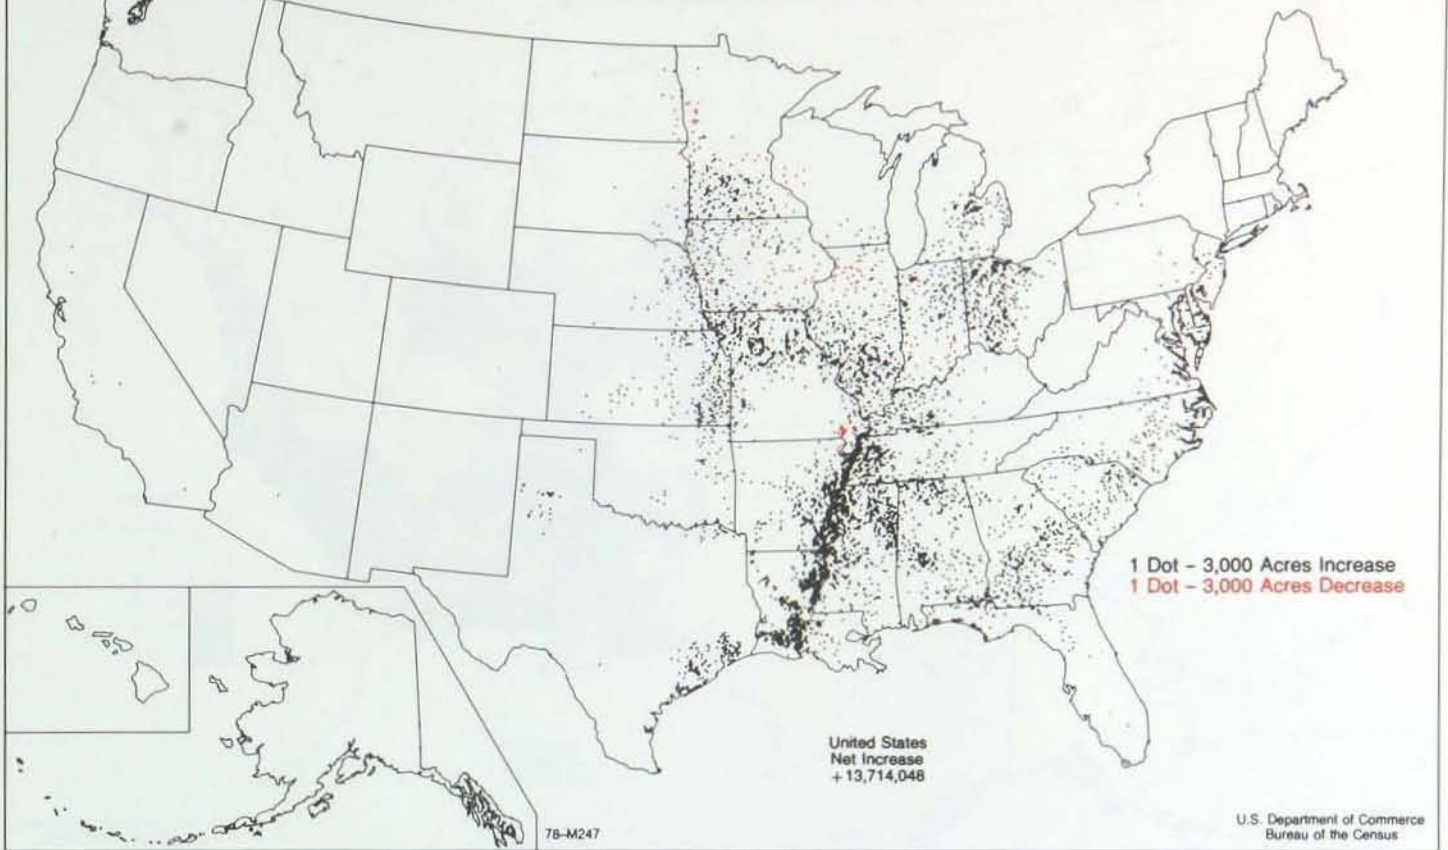 1 Dot – 3,000 Acres Increase
1 Dot – 3,000 Acres Decrease
United States
Net Increase
+13,714,048
78–M247
U.S. Department of Commerce
Bureau of the Census